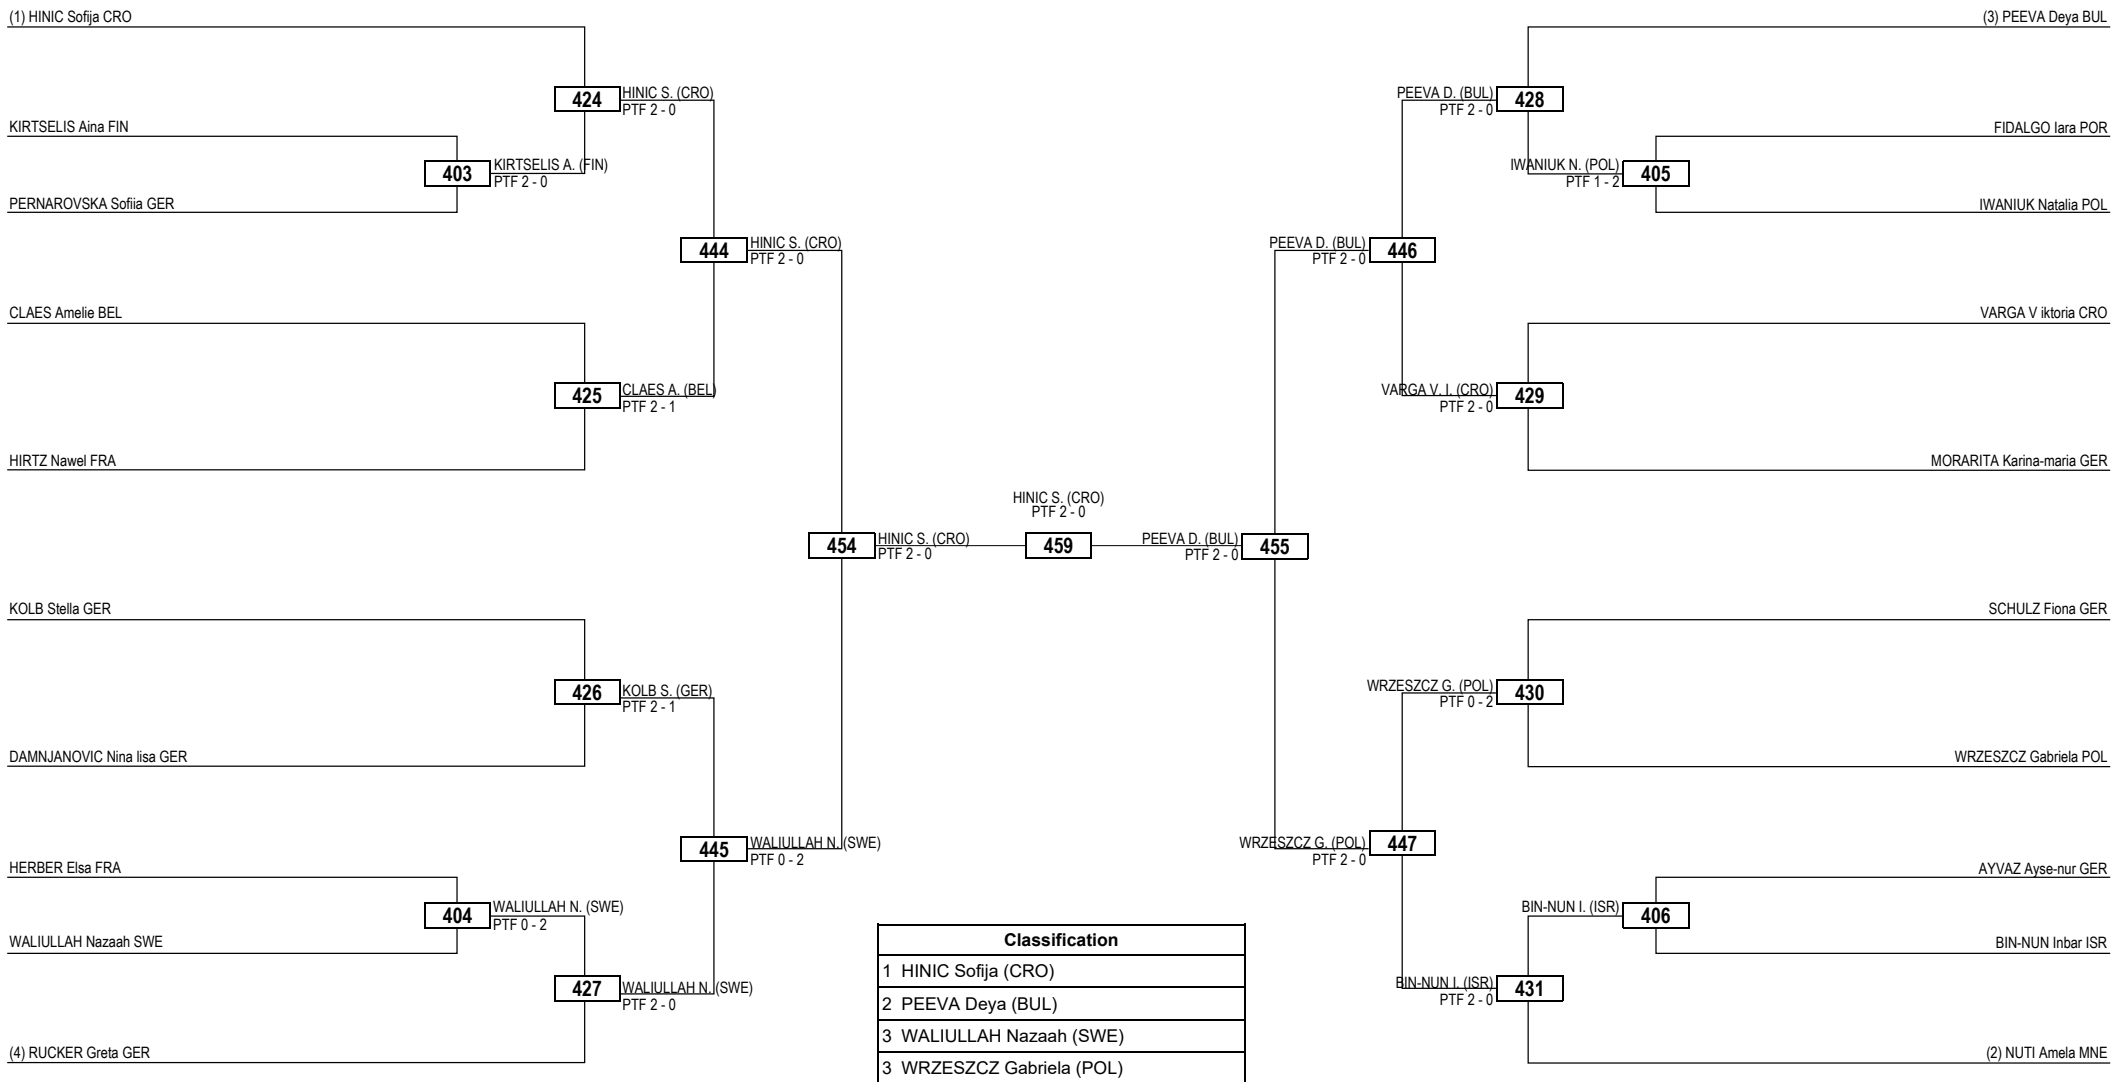 (1) HINIC Sofija CRO
KIRTSELIS Aina FIN
PERNAROVSKA Sofiia GER
CLAES Amelie BEL
HIRTZ Nawel FRA
KOLB Stella GER
DAMNJANOVIC Nina lisa GER
HERBER Elsa FRA
WALIULLAH Nazaah SWE
(4) RUCKER Greta GER
403
KIRTSELIS A. (FIN)
PTF 2 - 0
404
WALIULLAH N. (SWE)
PTF 0 - 2
424
HINIC S. (CRO)
PTF 2 - 0
425
CLAES A. (BEL)
PTF 2 - 1
426
KOLB S. (GER)
PTF 2 - 1
427
WALIULLAH N. (SWE)
PTF 2 - 0
444
HINIC S. (CRO)
PTF 2 - 0
445
WALIULLAH N. (SWE)
PTF 0 - 2
454
HINIC S. (CRO)
PTF 2 - 0
HINIC S. (CRO)
PTF 2 - 0
459
PEEVA D. (BUL)
PTF 2 - 0
455
PEEVA D. (BUL)
PTF 2 - 0
446
WRZESZCZ G. (POL)
PTF 2 - 0
447
PEEVA D. (BUL)
PTF 2 - 0
428
VARGA V. I. (CRO)
PTF 2 - 0
429
WRZESZCZ G. (POL)
PTF 0 - 2
430
BIN-NUN I. (ISR)
PTF 2 - 0
431
IWANIUK N. (POL)
PTF 1 - 2
405
BIN-NUN I. (ISR)
406
(3) PEEVA Deya BUL
FIDALGO Iara POR
IWANIUK Natalia POL
VARGA V iktoria CRO
MORARITA Karina-maria GER
SCHULZ Fiona GER
WRZESZCZ Gabriela POL
AYVAZ Ayse-nur GER
BIN-NUN Inbar ISR
(2) NUTI Amela MNE
Classification
1 HINIC Sofija (CRO)
2 PEEVA Deya (BUL)
3 WALIULLAH Nazaah (SWE)
3 WRZESZCZ Gabriela (POL)